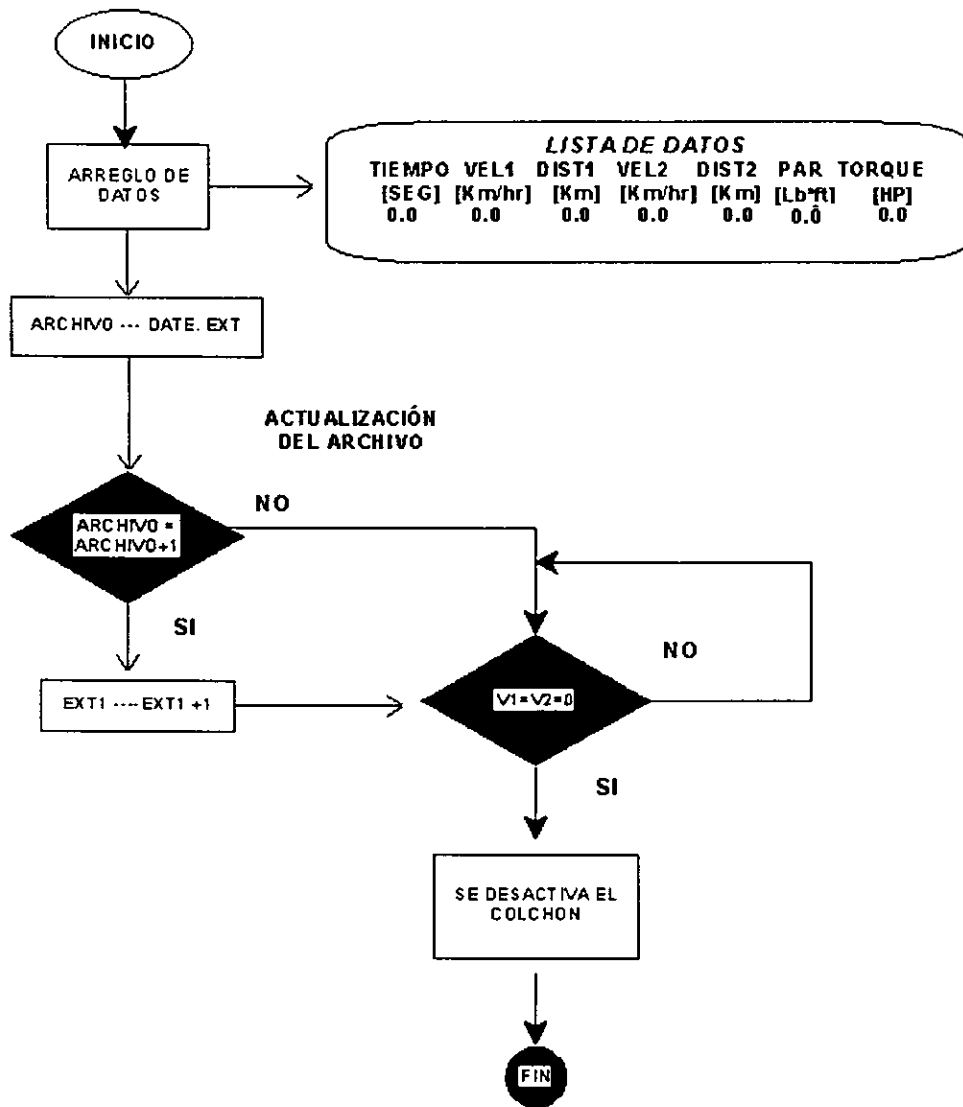 INICIO
ARREGLO DE
DATOS
LISTA DE DATOS
TIEMPO VEL1 DIST1 VEL2 DIST2 PAR TORQUE
[SEG] [Km/hr] [Km] [Km/hr] [Km] [Lb*ft] [HP]
0.0 0.0 0.0 0.0 0.0 0.0 0.0
ARCHIVO --- DATE. EXT
ACTUALIZACIÓN
DEL ARCHIVO
ARCHIVO =
ARCHIVO+1
NO
SI
EXT1 ---- EXT1 +1
V1=V2=0
NO
SI
SE DESACTIVA EL
COLCHON
FIN